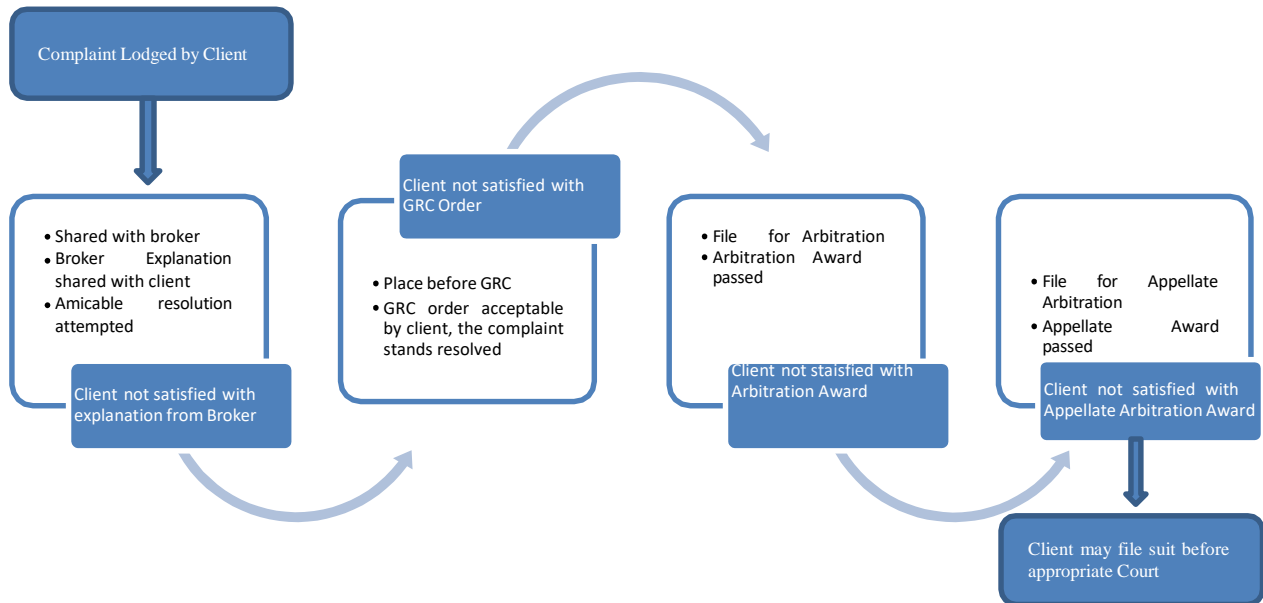 Complaint Lodged by Client
• Shared with broker
• Broker Explanation
shared with client
• Amicable resolution
attempted
Client not satisfied with
explanation from Broker
Client not satisfied with
GRC Order
• Place before GRC
• GRC order acceptable
by client, the complaint
stands resolved
• File for Arbitration
• Arbitration Award
passed
Client not staisfied with
Arbitration Award
• File for Appellate
Arbitration
• Appellate Award
passed
Client not satisfied with
Appellate Arbitration Award
Client may file suit before
appropriate Court